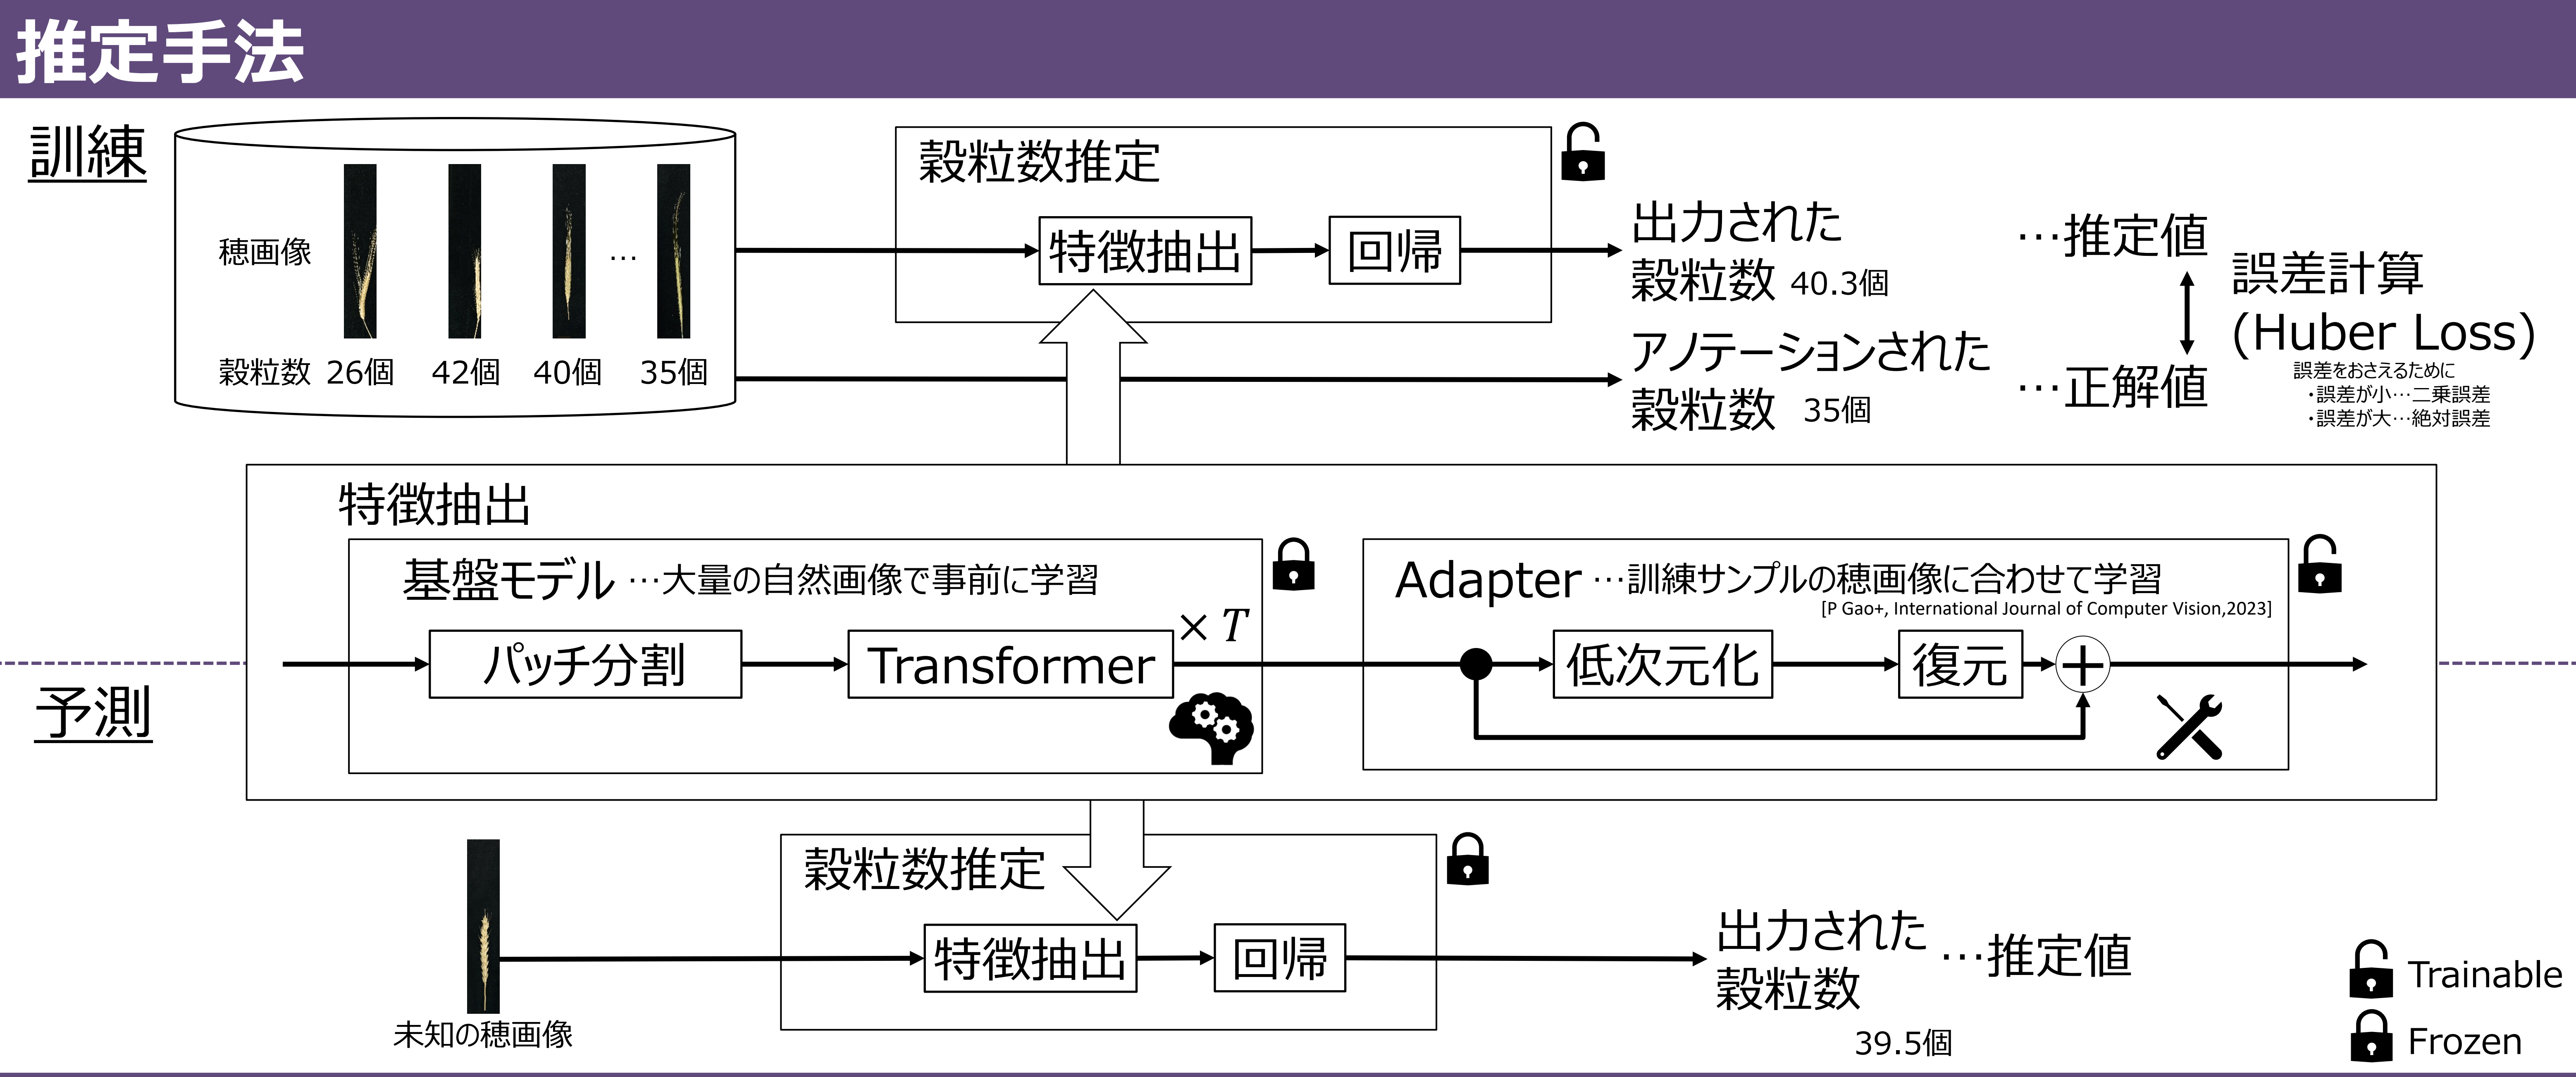 推定手法
訓練
穂画像
…
穀粒数 26個 42個 40個 35個
穀粒数推定
特徴抽出
回帰
出力された
穀粒数 40.3個
…推定値
アノテーションされた
穀粒数 35個
…正解値
誤差計算
(Huber Loss)
誤差をおさえるために
・誤差が小…二乗誤差
・誤差が大…絶対誤差
特徴抽出
基盤モデル …大量の自然画像で事前に学習
パッチ分割
Transformer
× T
Adapter …訓練サンプルの穂画像に合わせて学習
[P Gao+, International Journal of Computer Vision,2023]
低次元化
復元
予測
未知の穂画像
穀粒数推定
特徴抽出
回帰
出力された
穀粒数
…推定値
39.5個
Trainable
Frozen